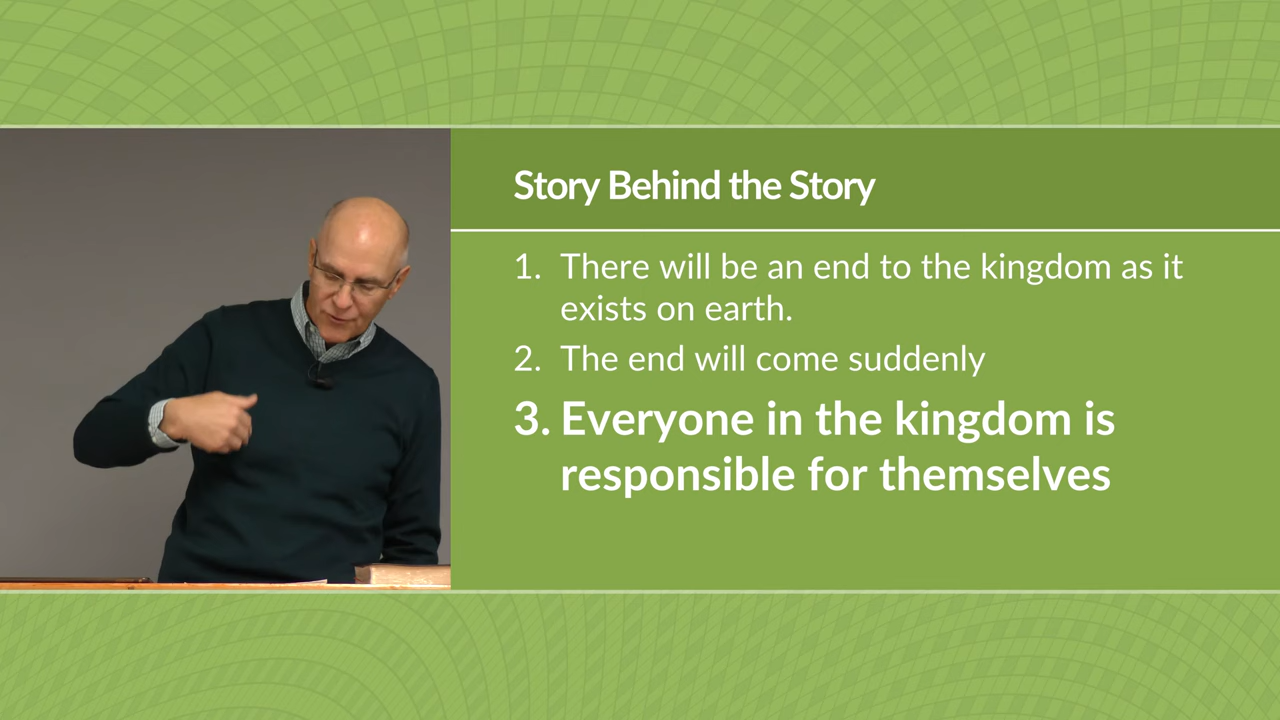 Story Behind the Story
1. There will be an end to the kingdom as it
exists on earth.
2. The end will come suddenly
3. Everyone in the kingdom is
responsible for themselves